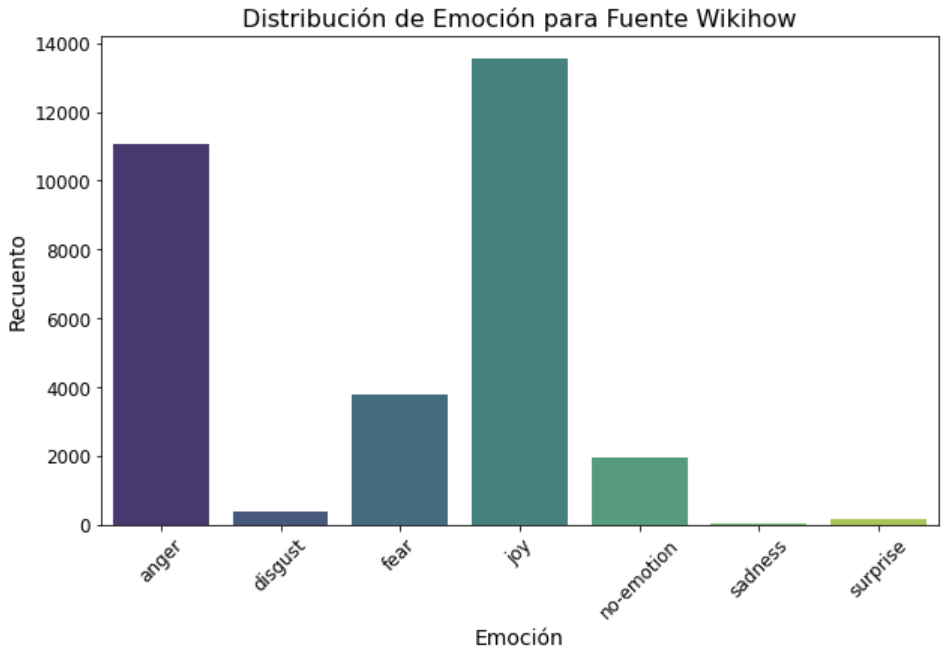 Distribución de Emoción para Fuente Wikihow
14000
12000
10000
8000
6000
4000
2000
0
Recuento
anger
disgust
fear
joy
no-emotion
sadness
surprise
Emoción